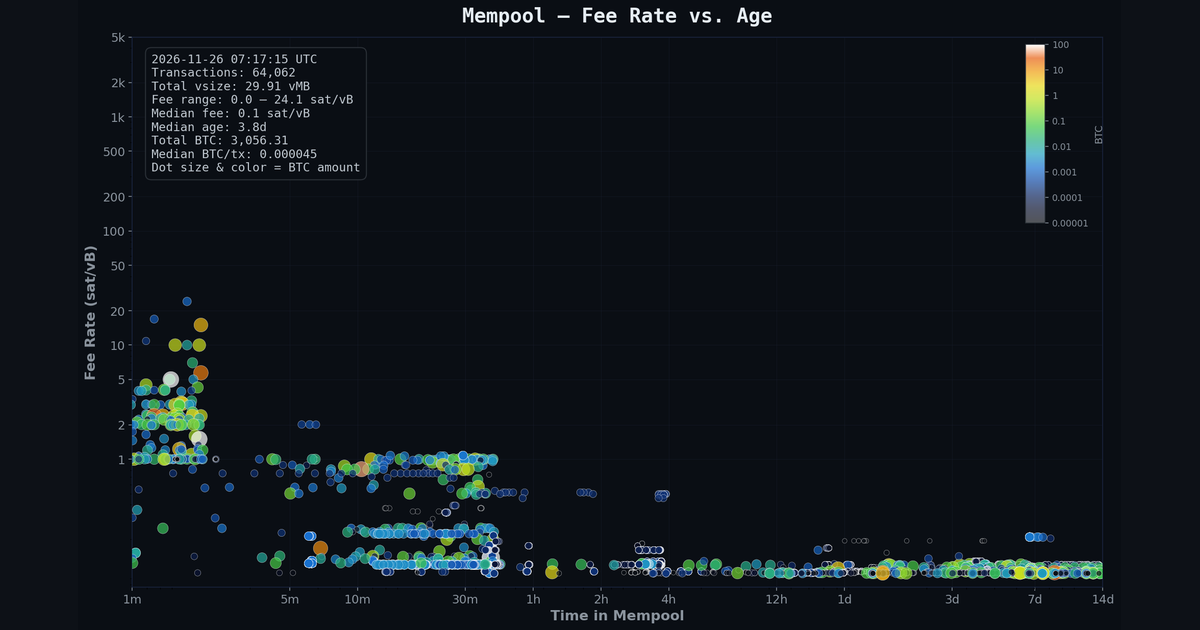 Mempool — Fee Rate vs. Age
2026-11-26 07:17:15 UTC
Transactions: 64,062
Total vsize: 29.91 vMB
Fee range: 0.0 – 24.1 sat/vB
Median fee: 0.1 sat/vB
Median age: 3.8d
Total BTC: 3,056.31
Median BTC/tx: 0.000045
Dot size & color = BTC amount
100
10
1
0.1
0.01
0.001
0.0001
0.00001
BTC
Fee Rate (sat/vB)
5k
2k
1k
500
200
100
50
20
10
5
2
1
1m
5m
10m
30m
1h
2h
4h
12h
1d
3d
7d
14d
Time in Mempool